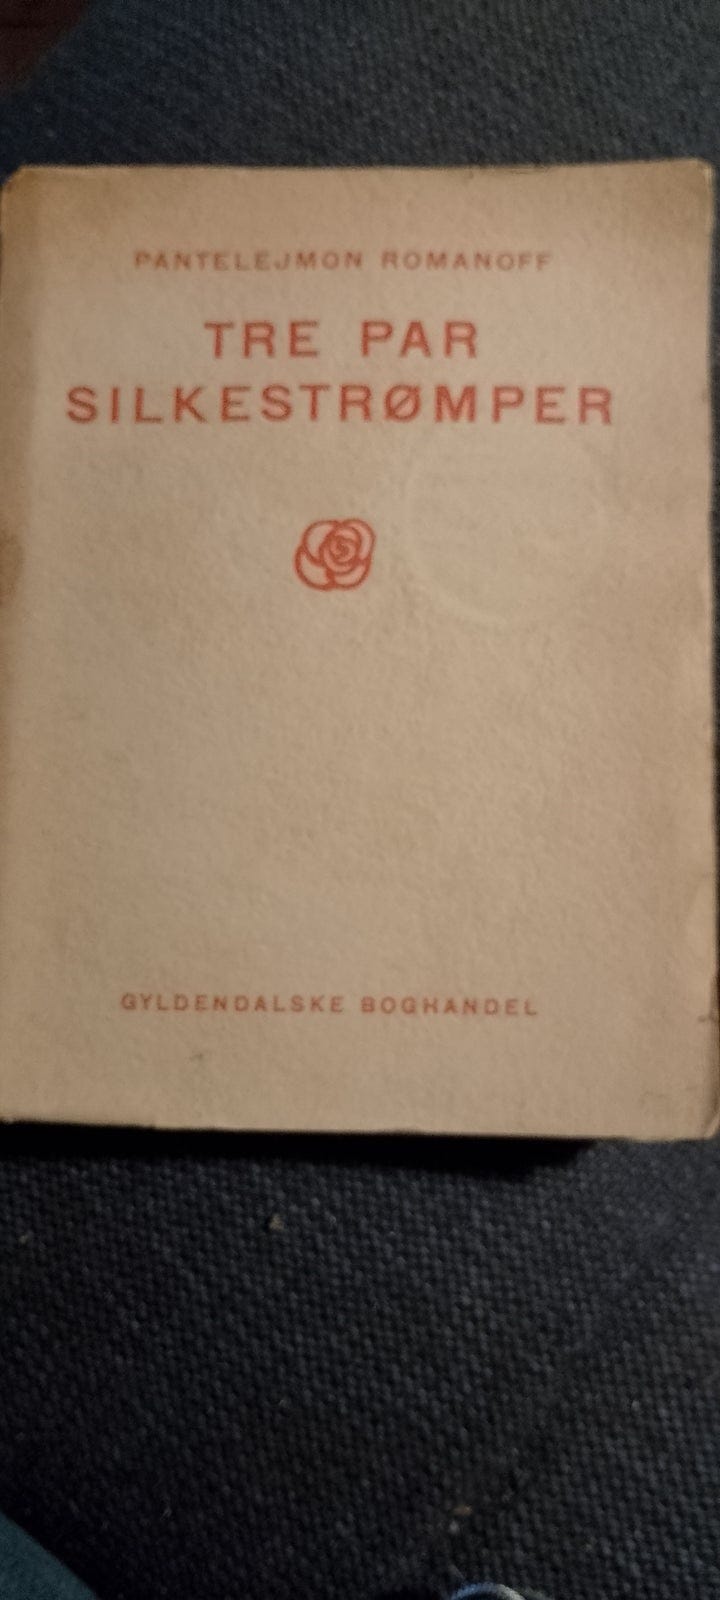 PANTELEJMON ROMANOFF
TRE PAR
SILKESTRØMPER
GYLDENDALSKE BOGHANDEL